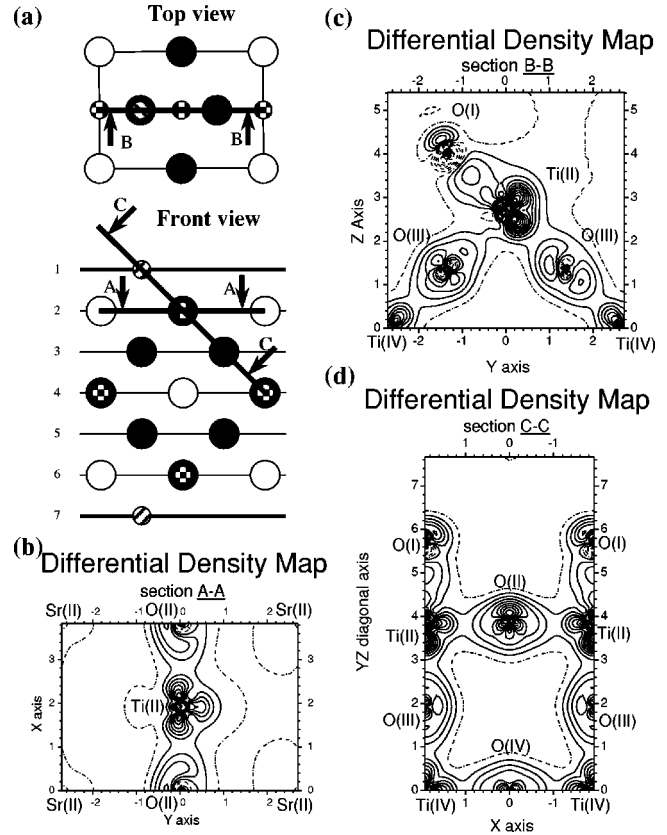 (a)
Top view
B
B
Front view
C
1
A
A
2
3
C
4
5
6
7
(b)
Differential Density Map
section A-A
Sr(II) -2 -1 O(II) 1 2 Sr(II)
X axis
3
2
1
0
Ti(II)
3
2
1
0
Sr(II) -2 -1 0 1 2 Sr(II)
O(II)
Y axis
(c)
Differential Density Map
section B-B
-2 -1 0 1 2
Z Axis
5
4
3
2
1
0
O(I)
Ti(II)
O(III)
O(III)
5
4
3
2
1
0
-2 -1 0 1 2
Ti(IV)
Ti(IV)
Y axis
(d)
Differential Density Map
section C-C
1 0 -1
YZ diagonal axis
7
6
5
4
3
2
1
0
O(I)
O(I)
O(II)
Ti(II)
Ti(II)
O(III)
O(III)
O(IV)
7
6
5
4
3
2
1
0
Ti(IV) 1 0 -1 Ti(IV)
X axis